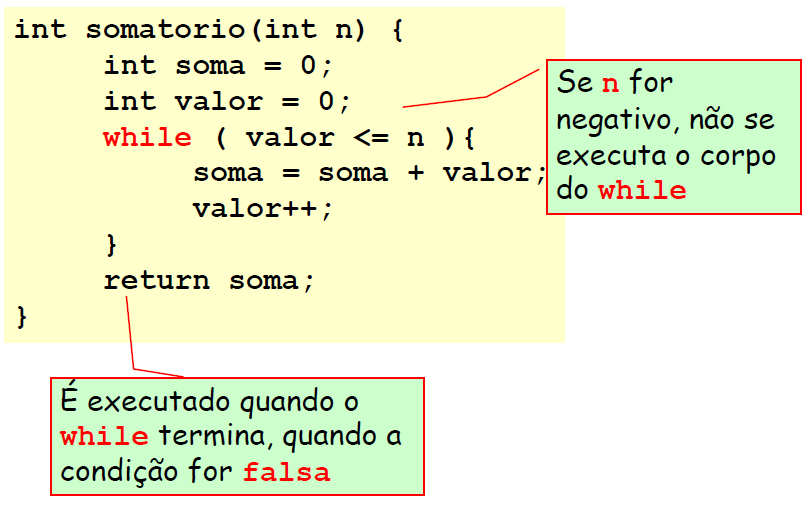 int somatorio(int n) {
int soma = 0;
int valor = 0;
while ( valor <= n ){
soma = soma + valor;
valor++;
}
return soma;
}
Se n for
negativo, não se
executa o corpo
do while
É executado quando o
while termina, quando a
condição for falsa